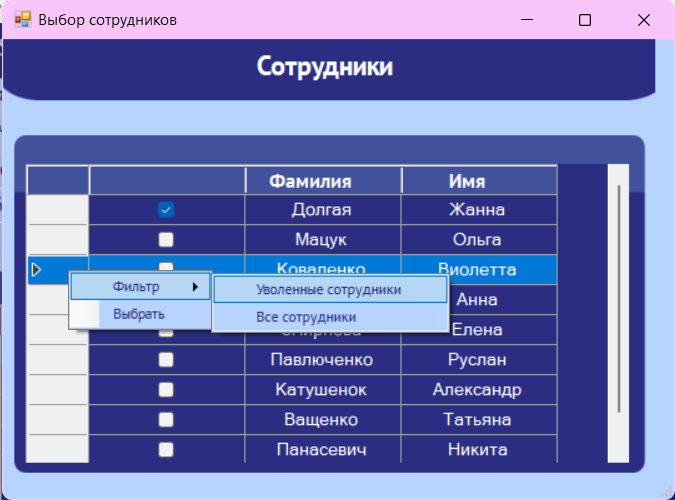 Выбор сотрудников
Сотрудники
Фамилия Имя
Долгая Жанна
Мацук Ольга
Коваленко Виолетта
Фильтр Уволенные сотрудники Анна
Выбрать Все сотрудники
Елена
Павлюченко Руслан
Катушенок Александр
Ващенко Татьяна
Панасевич Никита